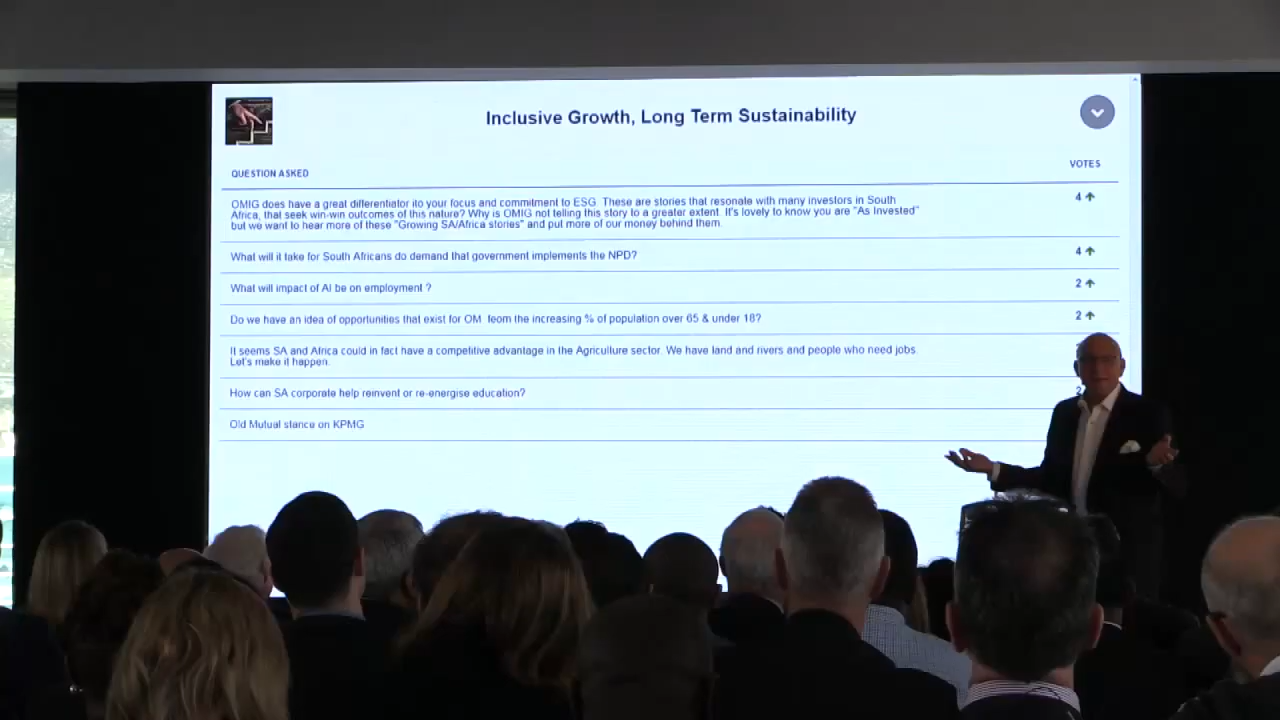 Inclusive Growth, Long Term Sustainability
QUESTION ASKED
VOTES
OMIG does have a great differentiator ito your focus and commitment to ESG. These are stories that resonate with many investors in South
Africa, that seek win-win outcomes of this nature? Why is OMIG not telling this story to a greater extent. It's lovely to know you are "As Invested"
but we want to hear more of these "Growing SA/Africa stories" and put more of our money behind them.
4
What will it take for South Africans do demand that government implements the NPD?
4
What will impact of AI be on employment ?
2
Do we have an idea of opportunities that exist for OM feom the increasing % of population over 65 & under 18?
2
It seems SA and Africa could in fact have a competitive advantage in the Agriculture sector. We have land and rivers and people who need jobs.
Let's make it happen.
How can SA corporate help reinvent or re-energise education?
2
Old Mutual stance on KPMG